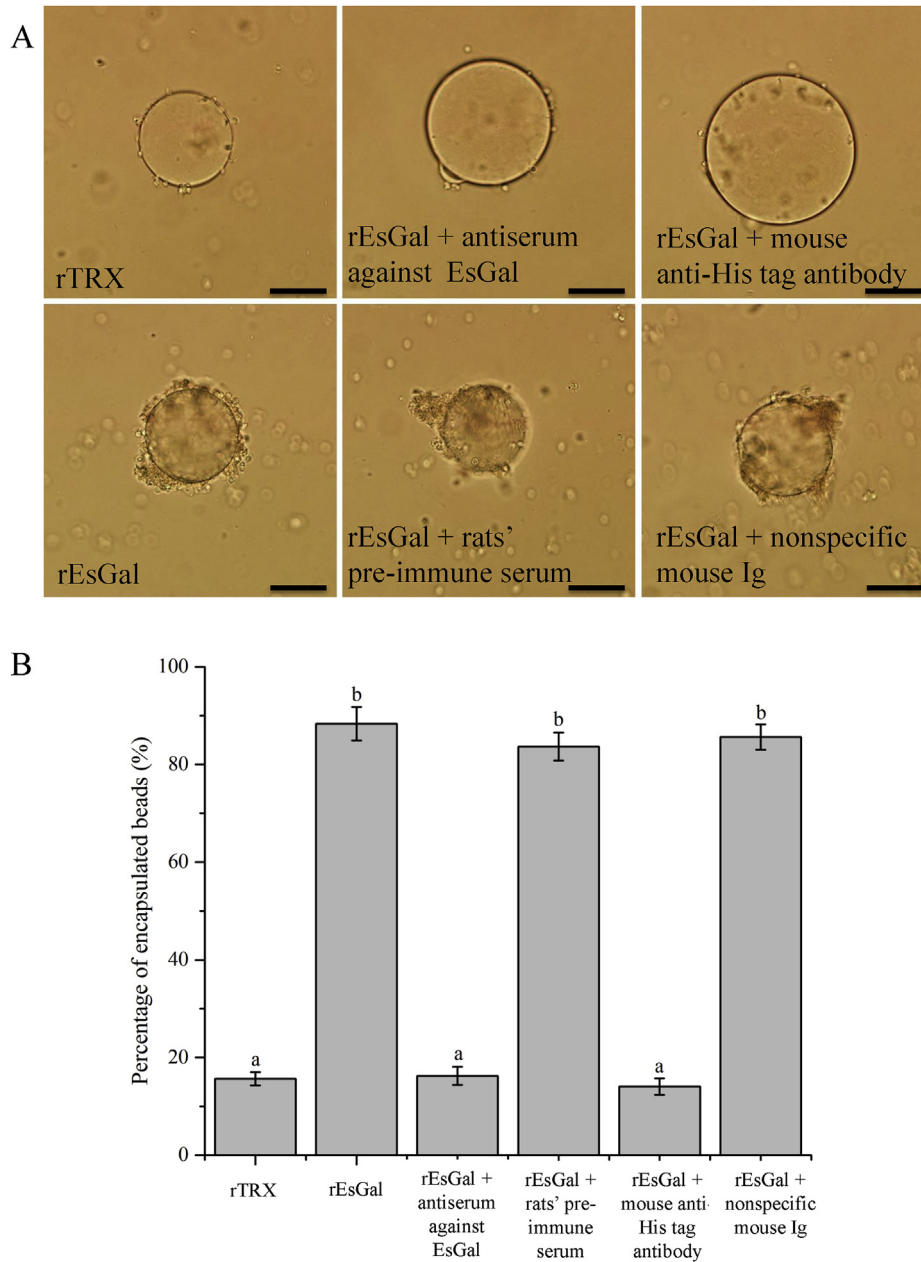 A
rTRX
rEsGal + antiserum
against EsGal
rEsGal + mouse
anti-His tag antibody
rEsGal
rEsGal + rats'
pre-immune serum
rEsGal + nonspecific
mouse Ig
B
Percentage of encapsulated beads (%)
100
80
60
40
20
0
a
b
a
b
a
b
rTRX
rEsGal
rEsGal +
antiserum
against
EsGal
rEsGal +
rats' pre-
immune
serum
rEsGal +
mouse anti-
His tag
antibody
rEsGal +
nonspecific
mouse Ig